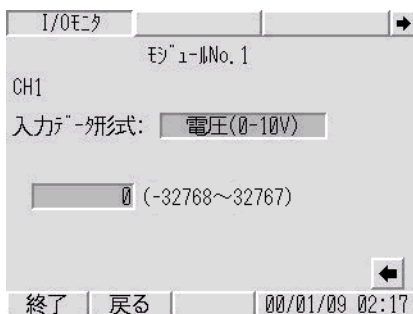 I/Oﾓﾆﾀ
ﾓｼﾞｭｰﾙNo.1
CH1
入力ﾃﾞｰﾀ形式: 電圧(0-10V)
0 (-32768～32767)
終了 戻る 00/01/09 02:17